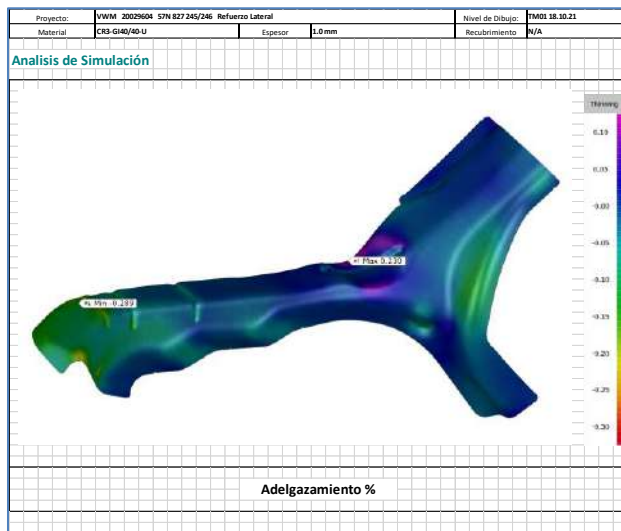 Proyecto: VWM 20029604 57N 827 245/246 Refuerzo Lateral Nivel de Dibujo: TM01 18.10.21
Material CR3-GI40/40-U Espesor 1.0 mm Recubrimiento N/A
Analisis de Simulación
Thinning
0.10
0.05
-0.00
-0.05
-0.10
-0.15
-0.20
-0.25
-0.30
Max 0.230
Min -0.289
Adelgazamiento %